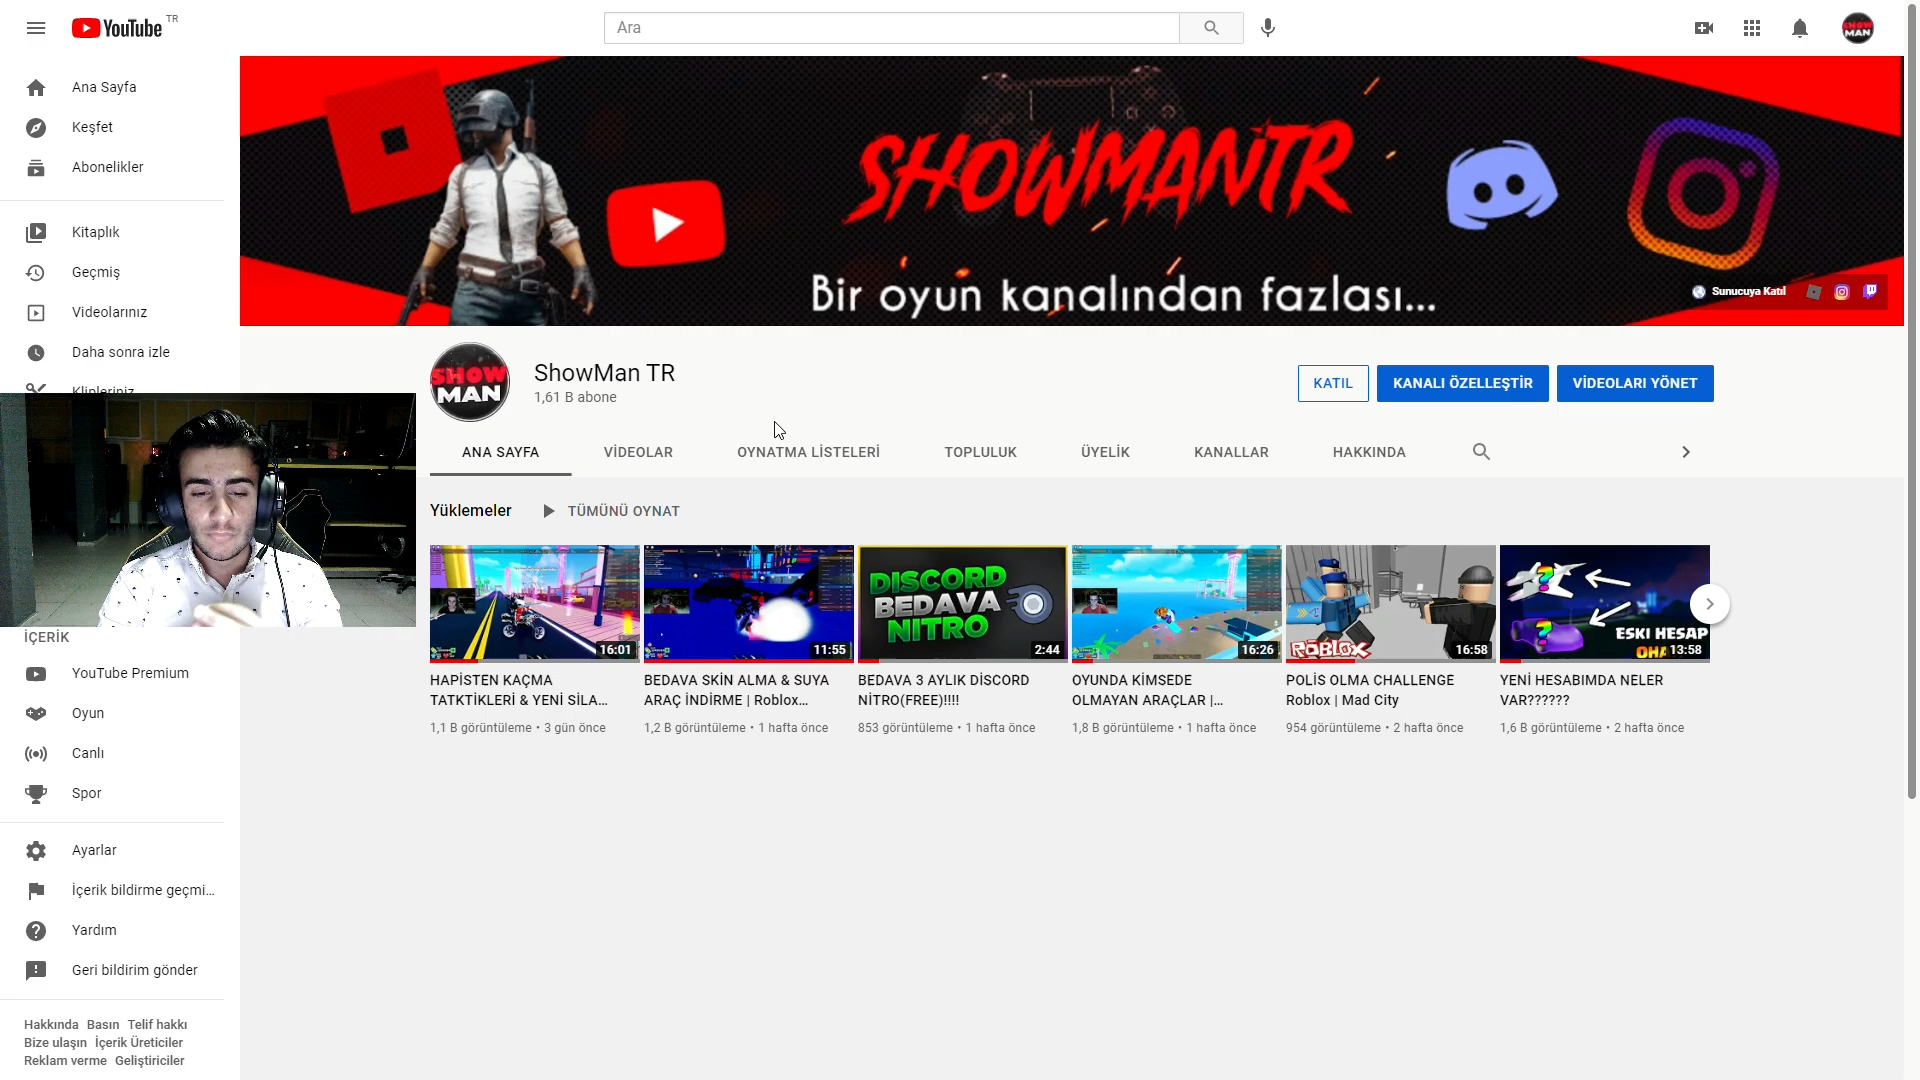 YouTube TR
Ara
SHOW MAN
Ana Sayfa
Keşfet
Abonelikler
Kitaplık
Geçmiş
Videolarınız
Daha sonra izle
Klipleriniz
İÇERİK
YouTube Premium
Oyun
Canlı
Spor
Ayarlar
İçerik bildirme geçmi...
Yardım
Geri bildirim gönder
Hakkında Basın Telif hakkı
Bize ulaşın İçerik Üreticiler
Reklam verme Geliştiriciler
SHOWMANTR
Bir oyun kanalından fazlası...
Sunucuya Katıl
SHOW
MAN
ShowMan TR
1,61 B abone
KATIL
KANALI ÖZELLEŞTİR
VİDEOLARI YÖNET
ANA SAYFA
VİDEOLAR
OYNATMA LİSTELERİ
TOPLULUK
ÜYELİK
KANALLAR
HAKKINDA
Yüklemeler
TÜMÜNÜ OYNAT
16:01
HAPİSTEN KAÇMA
TATKTİKLERİ & YENİ SİLA...
1,1 B görüntüleme • 3 gün önce
11:55
BEDAVA SKİN ALMA & SUYA
ARAÇ İNDİRME | Roblox...
1,2 B görüntüleme • 1 hafta önce
DISCORD
BEDAVA
NITRO
2:44
BEDAVA 3 AYLIK DİSCORD
NİTRO(FREE)!!!!
853 görüntüleme • 1 hafta önce
16:26
OYUNDA KİMSEDE
OLMAYAN ARAÇLAR |...
1,8 B görüntüleme • 1 hafta önce
ROBLOX
16:58
POLİS OLMA CHALLENGE
Roblox | Mad City
954 görüntüleme • 2 hafta önce
ESKI HESAP
OHA
13:58
YENİ HESABIMDA NELER
VAR??????
1,6 B görüntüleme • 2 hafta önce